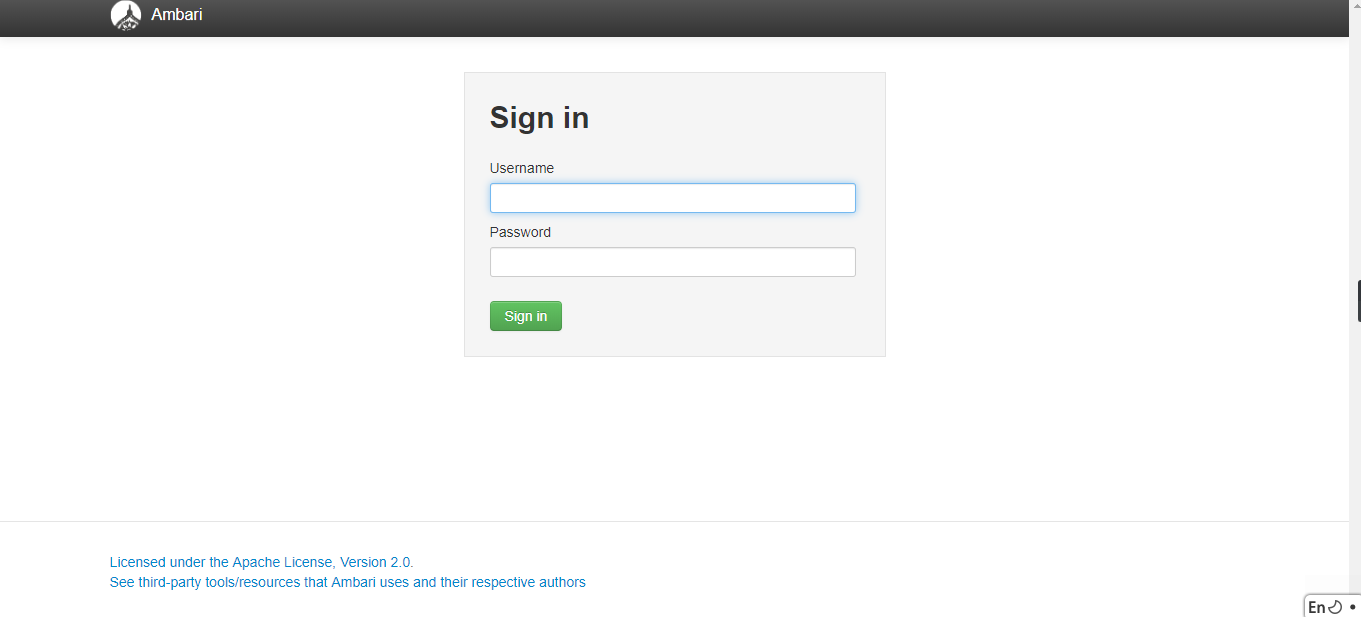 Ambari
Sign in
Username
Password
Sign in
Licensed under the Apache License, Version 2.0.
See third-party tools/resources that Ambari uses and their respective authors
En